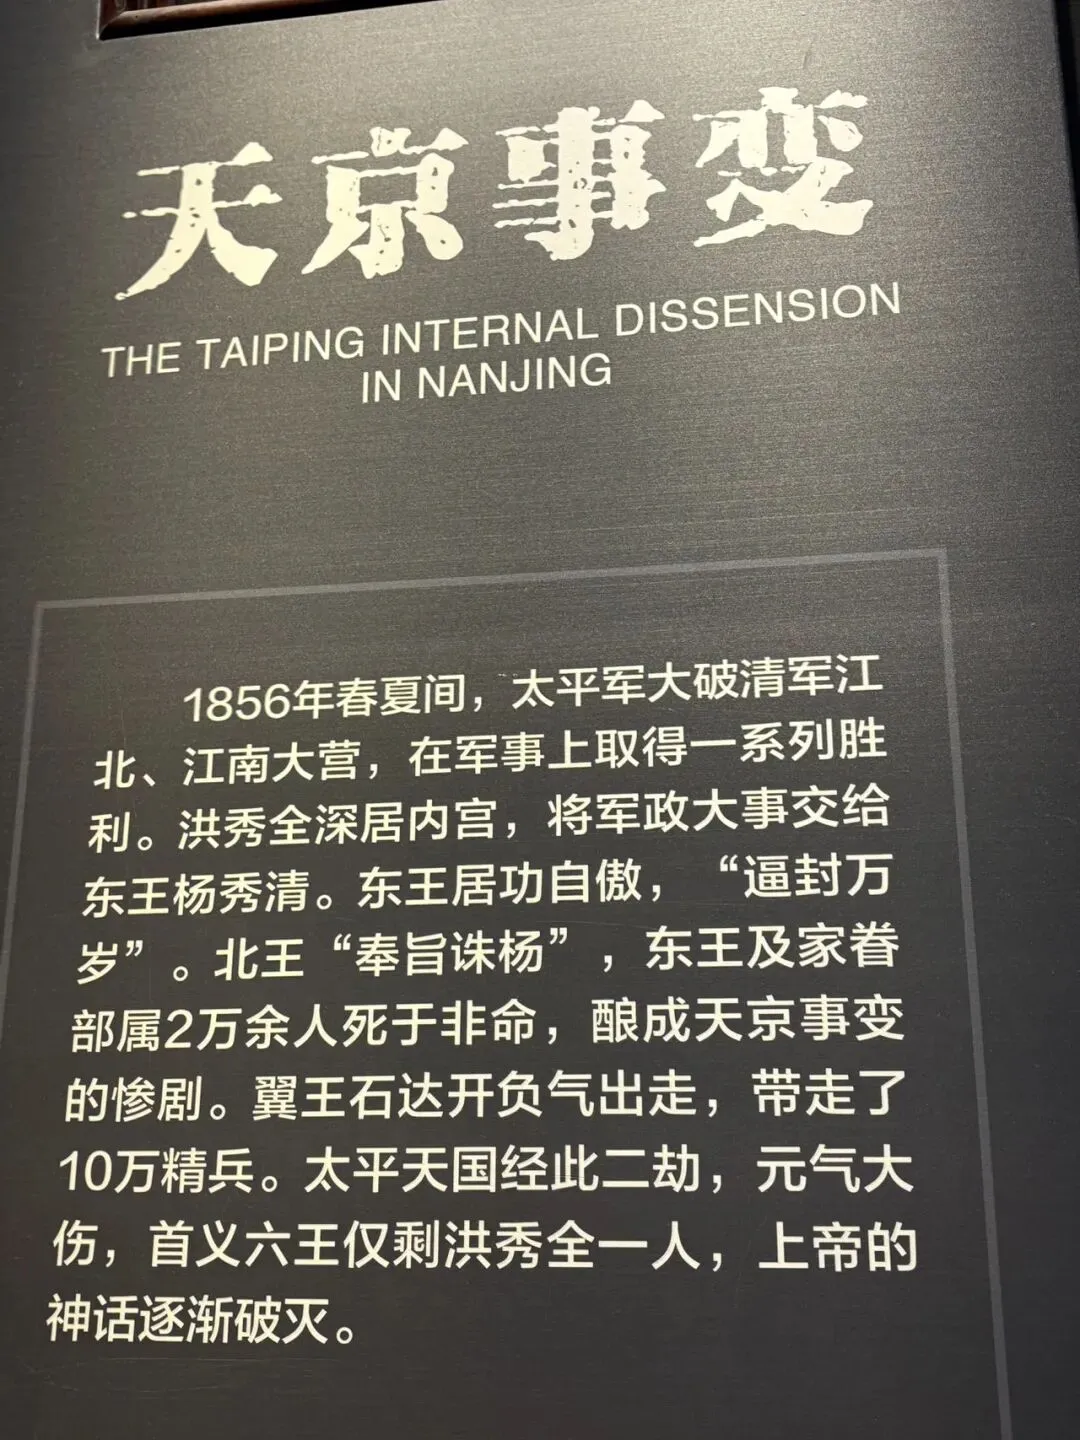 天京事变
THE TAIPING INTERNAL DISSENSION
IN NANJING
1856年春夏间，太平军大破清军江
北、江南大营，在军事上取得一系列胜
利。洪秀全深居内宫，将军政大事交给
东王杨秀清。东王居功自傲，“逼封万
岁”。北王“奉旨诛杨”，东王及家眷
部属2万余人死于非命，酿成天京事变
的惨剧。翼王石达开负气出走，带走了
10万精兵。太平天国经此二劫，元气大
伤，首义六王仅剩洪秀全一人，上帝的
神话逐渐破灭。